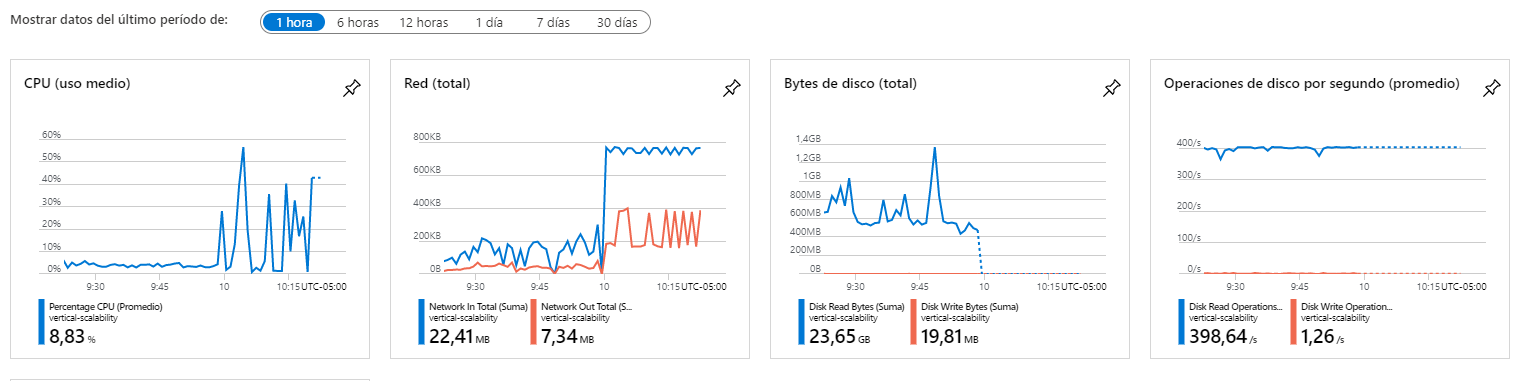 Mostrar datos del último período de:
1 hora
6 horas
12 horas
1 día
7 días
30 días
CPU (uso medio)
60%
50%
40%
30%
20%
10%
0%
9:30
9:45
10
10:15 UTC-05:00
Percentage CPU (Promedio)
vertical-scalability
8,83 %
Red (total)
800KB
600KB
400KB
200KB
0B
9:30
9:45
10
10:15 UTC-05:00
Network In Total (Suma)
vertical-scalability
22,41 MB
Network Out Total (S...
vertical-scalability
7,34 MB
Bytes de disco (total)
1,4GB
1,2GB
1GB
800MB
600MB
400MB
200MB
0B
9:30
9:45
10
10:15 UTC-05:00
Disk Read Bytes (Suma)
vertical-scalability
23,65 GB
Disk Write Bytes (Suma)
vertical-scalability
19,81 MB
Operaciones de disco por segundo (promedio)
400/s
300/s
200/s
100/s
0/s
9:30
9:45
10
10:15 UTC-05:00
Disk Read Operations...
vertical-scalability
398,64 /s
Disk Write Operation...
vertical-scalability
1,26 /s